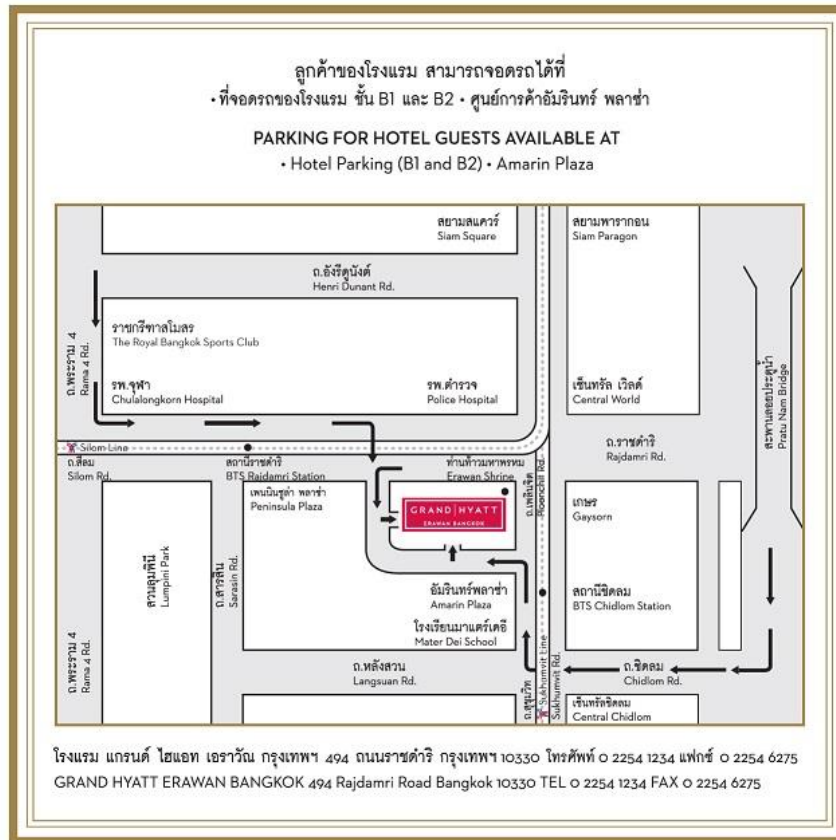 ลูกค้าของโรงแรม สามารถจอดรถได้ที่
• ที่จอดรถของโรงแรม ชั้น B1 และ B2 • ศูนย์การค้าอัมรินทร์ พลาซ่า
PARKING FOR HOTEL GUESTS AVAILABLE AT
• Hotel Parking (B1 and B2) • Amarin Plaza
สยามสแควร์
Siam Square
สยามพารากอน
Siam Paragon
ถ.อังรีดูนังต์
Henri Dunant Rd.
ถ.พระราม 4
Rama 4 Rd.
ราชกรีฑาสโมสร
The Royal Bangkok Sports Club
รพ.จุฬา
Chulalongkorn Hospital
รพ.ตำรวจ
Police Hospital
เซ็นทรัล เวิลด์
Central World
สะพานลอยประตูน้ำ
Pratu Nam Bridge
Silom Line
ถ.สีลม
Silom Rd.
สถานีราชดำริ
BTS Rajdamri Station
ท่านท้าวมหาพรหม
Erawan Shrine
ถ.เพลินจิต
Ploenchit Rd.
ถ.ราชดำริ
Rajdamri Rd.
เพนนินซูล่า พลาซ่า
Peninsula Plaza
GRAND | HYATT
ERAWAN BANGKOK
เกษร
Gaysorn
สวนลุมพินี
Lumpini Park
ถ.สารสิน
Sarasin Rd.
อัมรินทร์พลาซ่า
Amarin Plaza
สถานีชิดลม
BTS Chidlom Station
โรงเรียนมาแตร์เดอี
Mater Dei School
ถ.พระราม 4
Rama 4 Rd.
ถ.หลังสวน
Langsuan Rd.
ถ.สุขุมวิท
Sukhumvit Line
Sukhumvit Rd.
ถ.ชิดลม
Chidlom Rd.
เซ็นทรัลชิดลม
Central Chidlom
โรงแรม แกรนด์ ไฮแอท เอราวัณ กรุงเทพฯ 494 ถนนราชดำริ กรุงเทพฯ 10330 โทรศัพท์ 0 2254 1234 แฟกซ์ 0 2254 6275
GRAND HYATT ERAWAN BANGKOK 494 Rajdamri Road Bangkok 10330 TEL 0 2254 1234 FAX 0 2254 6275